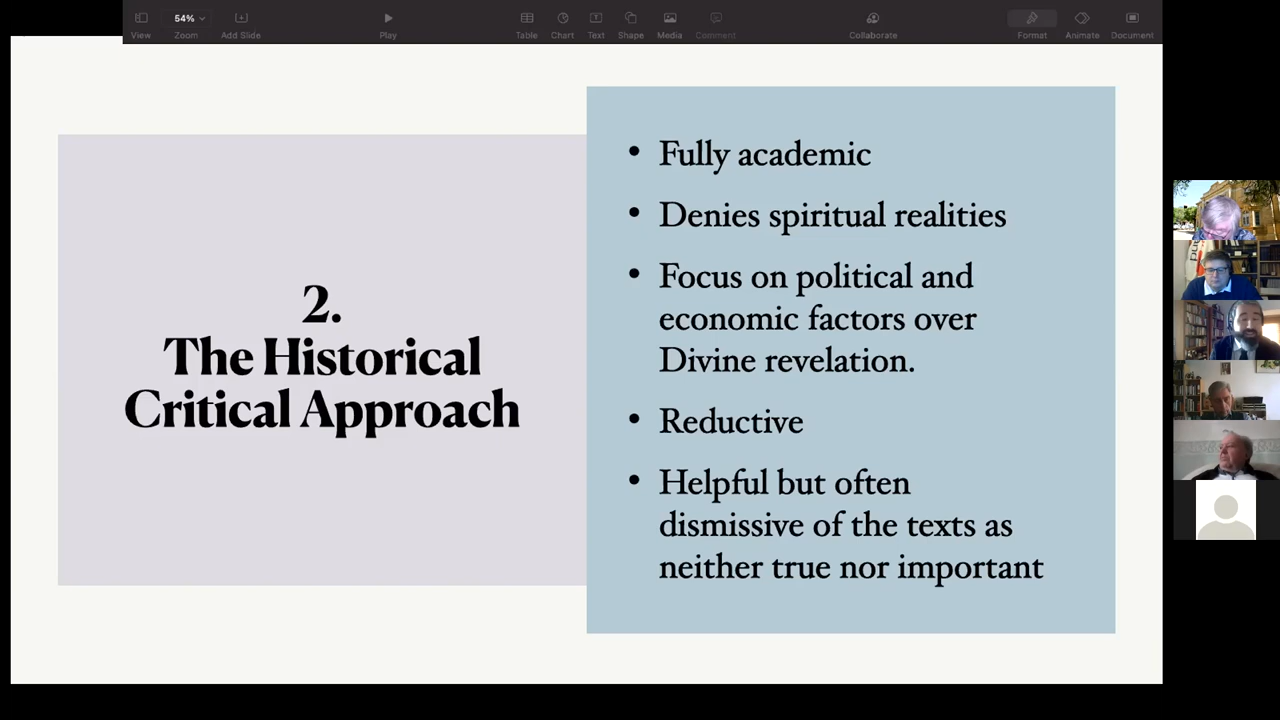 54%
View
Zoom
Add Slide
Play
Table
Chart
Text
Shape
Media
Comment
Collaborate
Format
Animate
Document
2.
The Historical
Critical Approach
• Fully academic
• Denies spiritual realities
• Focus on political and
economic factors over
Divine revelation.
• Reductive
• Helpful but often
dismissive of the texts as
neither true nor important